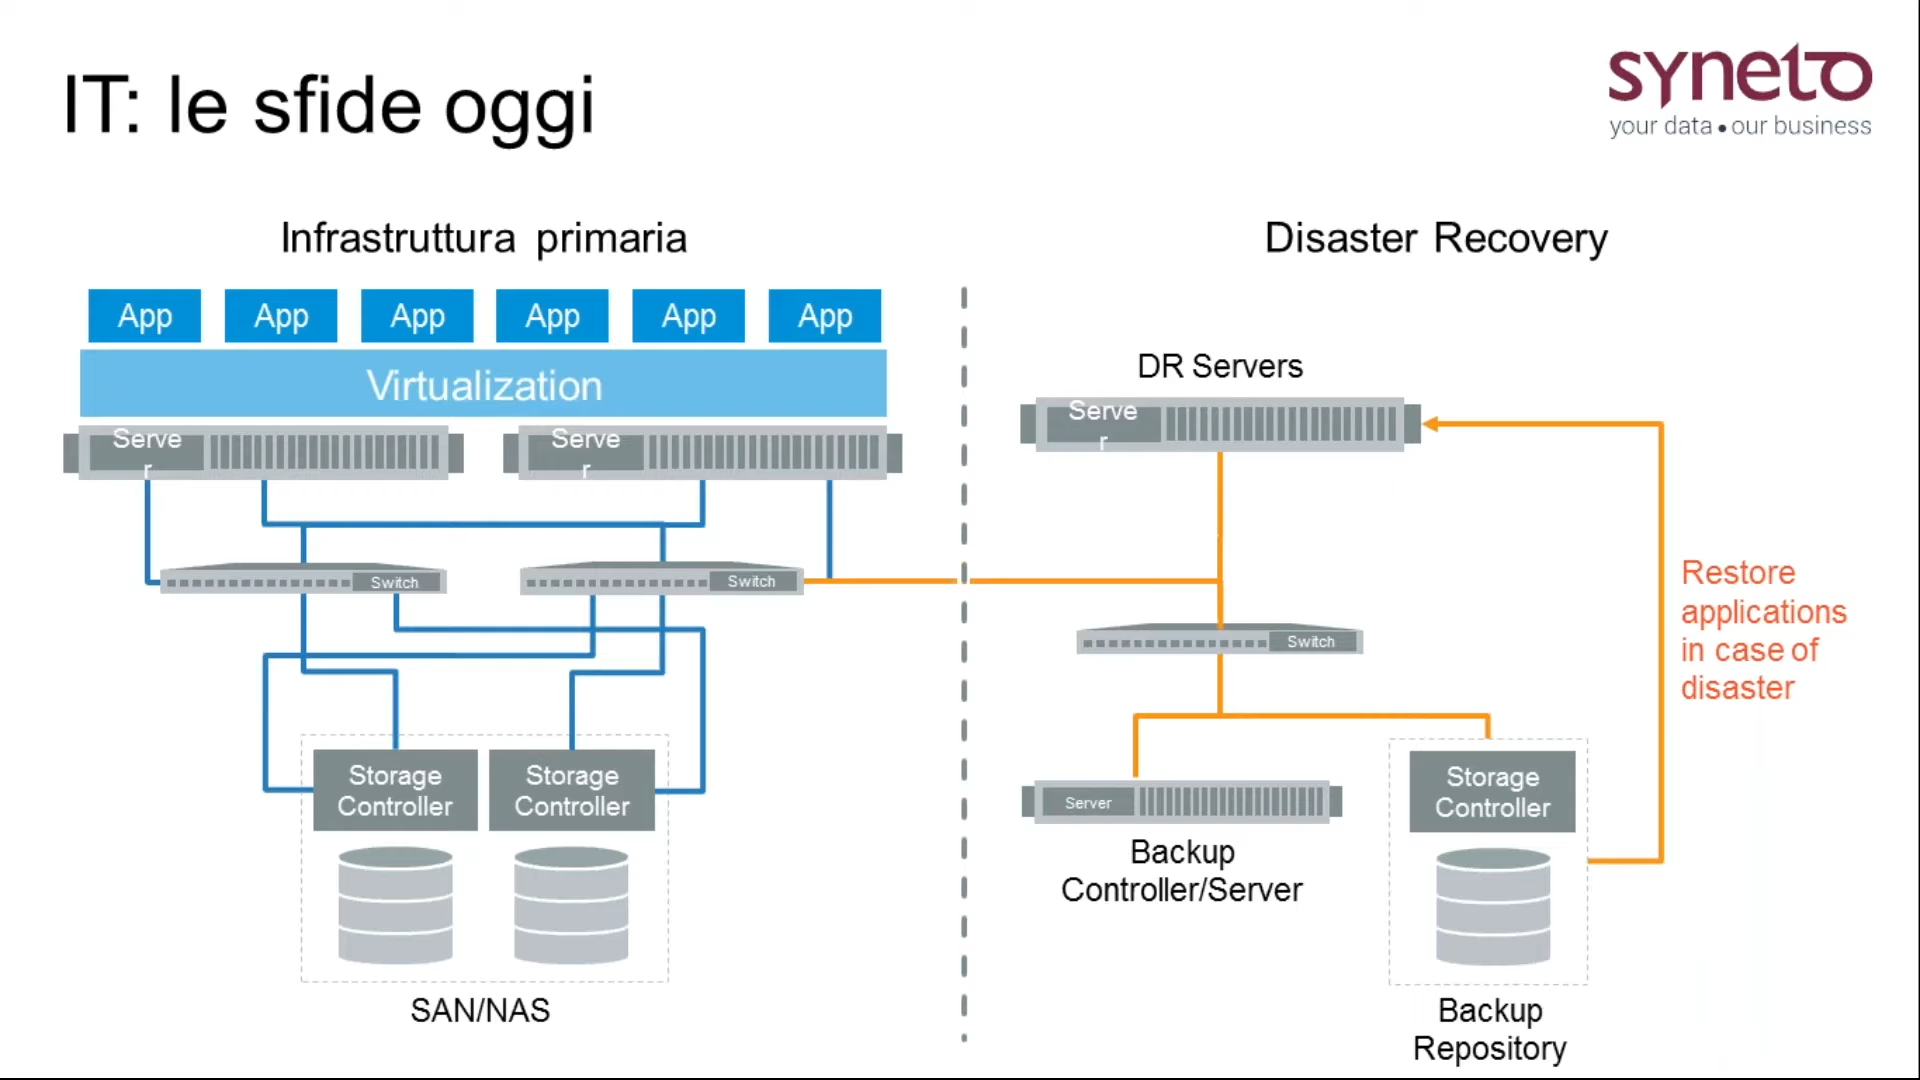 IT: le sfide oggi
syneto
your data • our business
Infrastruttura primaria
Disaster Recovery
App App App App App App
Virtualization
Serve
r
Serve
r
Switch
Switch
Storage
Controller
Storage
Controller
SAN/NAS
DR Servers
Serve
r
Switch
Restore
applications
in case of
disaster
Server
Backup
Controller/Server
Storage
Controller
Backup
Repository